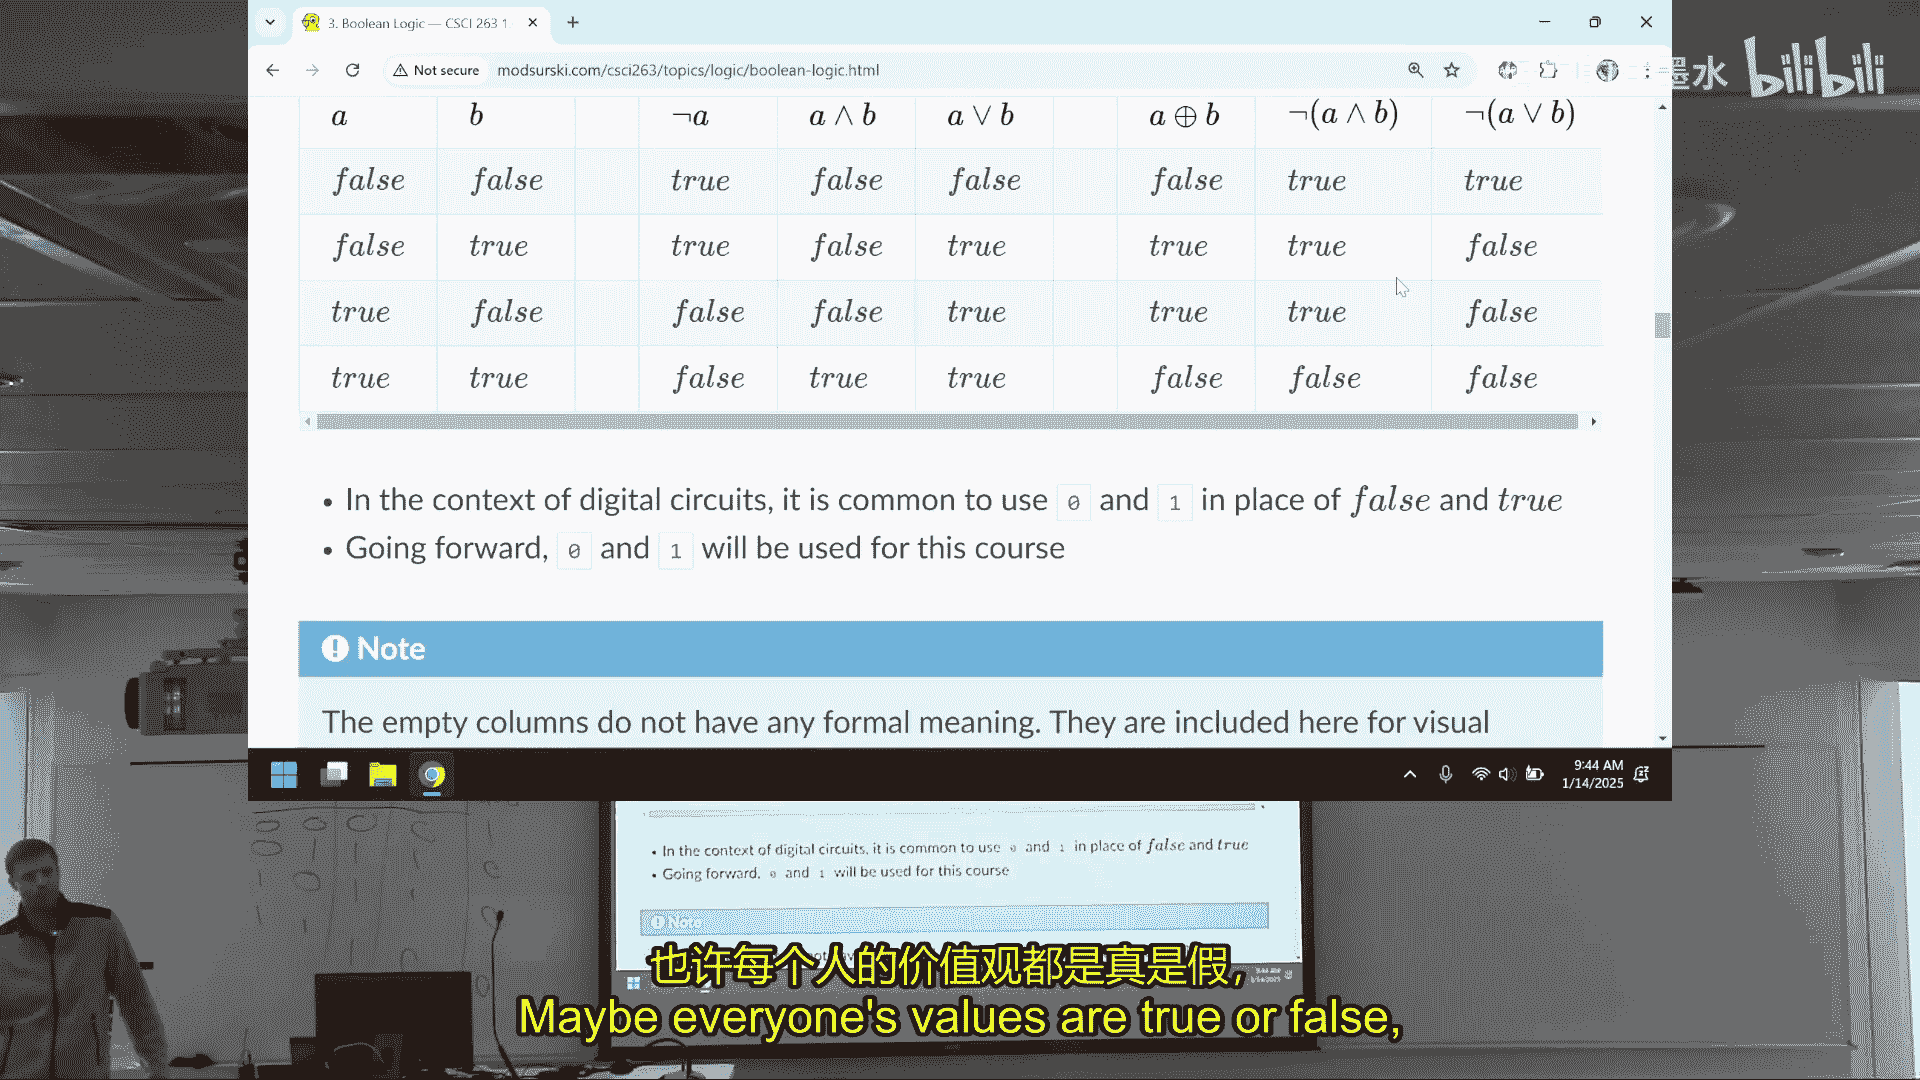 3. Boolean Logic — CSCI 263 1
Not secure
modsurski.com/csci263/topics/logic/boolean-logic.html
墨水 bilibili
a b ¬a a ∧ b a ∨ b a ⊕ b ¬(a ∧ b) ¬(a ∨ b)
false false true false false false true true
false true true false true true true false
true false false false true true true false
true true false true true false false false
• In the context of digital circuits, it is common to use 0 and 1 in place of false and true
• Going forward, 0 and 1 will be used for this course
Note
The empty columns do not have any formal meaning. They are included here for visual
9:44 AM
1/14/2025
• In the context of digital circuits, it is common to use 0 and 1 in place of false and true
• Going forward, 0 and 1 will be used for this course
Note
也许每个人的价值观都是真是假，
Maybe everyone's values are true or false,